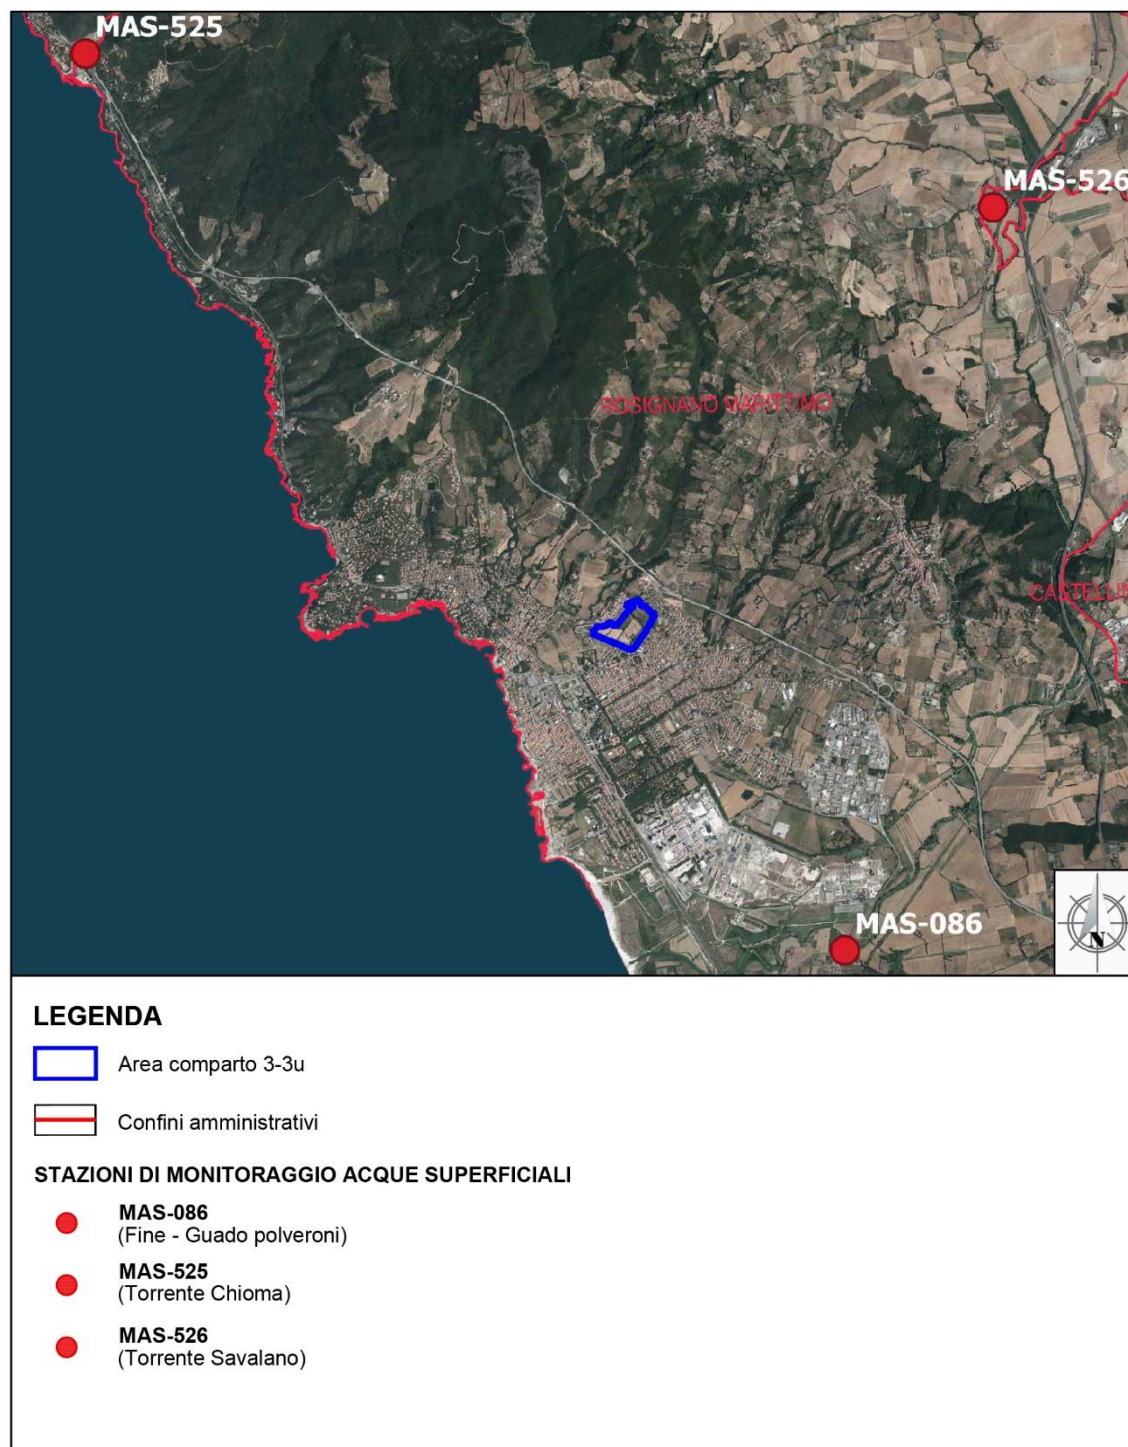 MAS-525
MAS-526
ROSIGNANO MARITTIMO
CASTELLIN
MAS-086
N
LEGENDA
Area comparto 3-3u
Confini amministrativi
STAZIONI DI MONITORAGGIO ACQUE SUPERFICIALI
MAS-086
(Fine - Guado polveroni)
MAS-525
(Torrente Chioma)
MAS-526
(Torrente Savalano)